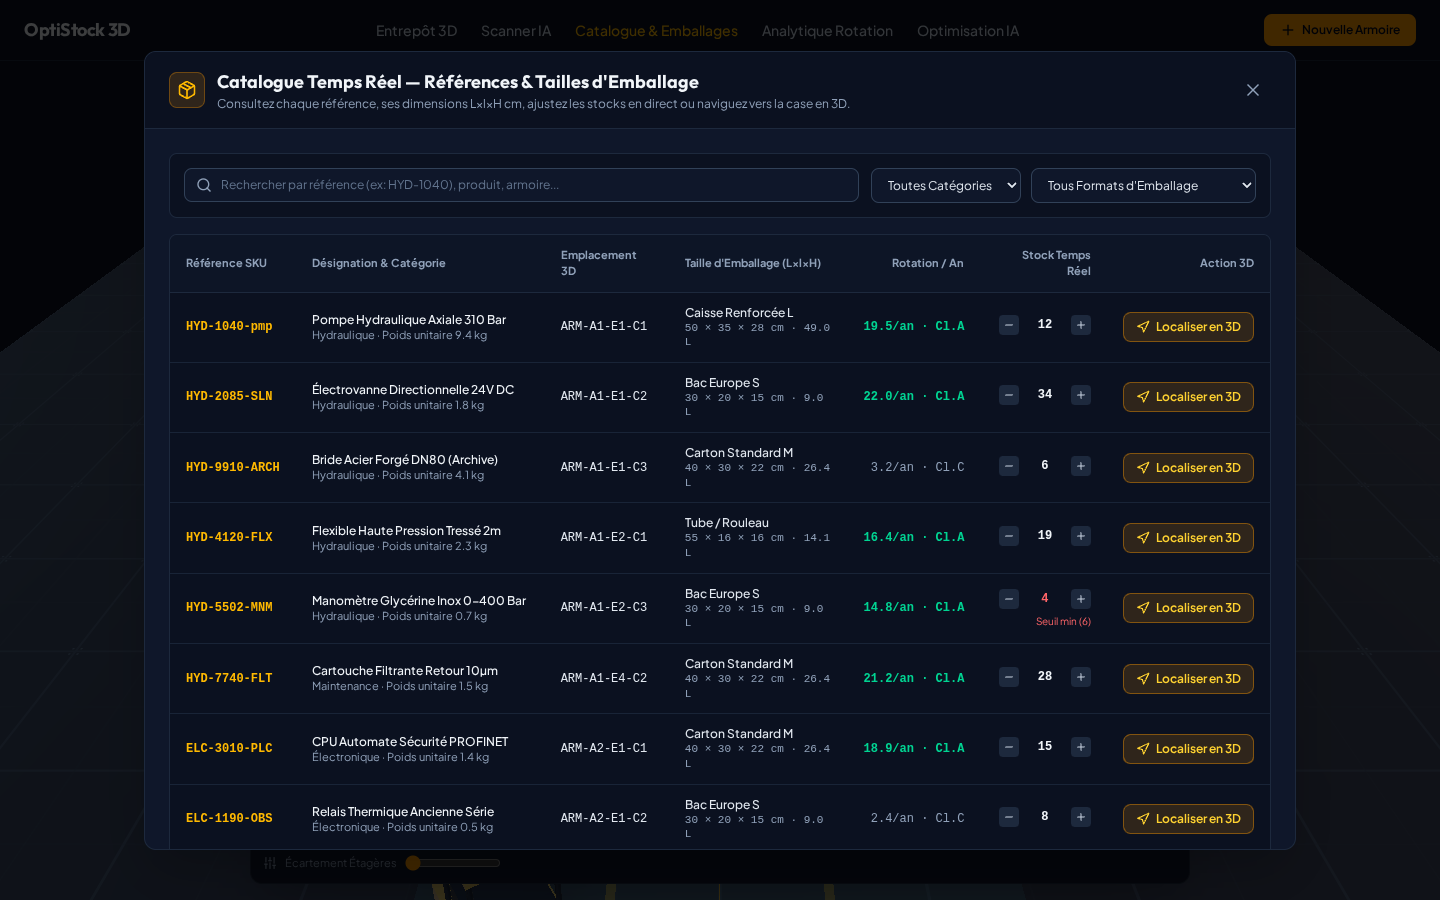 OptiStock 3D
Entrepôt 3D
Scanner IA
Catalogue & Emballages
Analytique Rotation
Optimisation IA
Nouvelle Armoire
Catalogue Temps Réel — Références & Tailles d'Emballage
Consultez chaque référence, ses dimensions L×l×H cm, ajustez les stocks en direct ou naviguez vers la case en 3D.
Rechercher par référence (ex: HYD-1040), produit, armoire...
Toutes Catégories
Tous Formats d'Emballage
Référence SKU
Désignation & Catégorie
Emplacement
3D
Taille d'Emballage (L×l×H)
Rotation / An
Stock Temps
Réel
Action 3D
HYD-1040-pmp
Pompe Hydraulique Axiale 310 Bar
Hydraulique · Poids unitaire 9.4 kg
ARM-A1-E1-C1
Caisse Renforcée L
50 × 35 × 28 cm · 49.0
L
19.5/an · Cl.A
12
Localiser en 3D
HYD-2085-SLN
Électrovanne Directionnelle 24V DC
Hydraulique · Poids unitaire 1.8 kg
ARM-A1-E1-C2
Bac Europe S
30 × 20 × 15 cm · 9.0
L
22.0/an · Cl.A
34
Localiser en 3D
HYD-9910-ARCH
Bride Acier Forgé DN80 (Archive)
Hydraulique · Poids unitaire 4.1 kg
ARM-A1-E1-C3
Carton Standard M
40 × 30 × 22 cm · 26.4
L
3.2/an · Cl.C
6
Localiser en 3D
HYD-4120-FLX
Flexible Haute Pression Tressé 2m
Hydraulique · Poids unitaire 2.3 kg
ARM-A1-E2-C1
Tube / Rouleau
55 × 16 × 16 cm · 14.1
L
16.4/an · Cl.A
19
Localiser en 3D
HYD-5502-MNM
Manomètre Glycérine Inox 0-400 Bar
Hydraulique · Poids unitaire 0.7 kg
ARM-A1-E2-C3
Bac Europe S
30 × 20 × 15 cm · 9.0
L
14.8/an · Cl.A
4
Seuil min (6)
Localiser en 3D
HYD-7740-FLT
Cartouche Filtrante Retour 10µm
Maintenance · Poids unitaire 1.5 kg
ARM-A1-E4-C2
Carton Standard M
40 × 30 × 22 cm · 26.4
L
21.2/an · Cl.A
28
Localiser en 3D
ELC-3010-PLC
CPU Automate Sécurité PROFINET
Électronique · Poids unitaire 1.4 kg
ARM-A2-E1-C1
Carton Standard M
40 × 30 × 22 cm · 26.4
L
18.9/an · Cl.A
15
Localiser en 3D
ELC-1190-OBS
Relais Thermique Ancienne Série
Électronique · Poids unitaire 0.5 kg
ARM-A2-E1-C2
Bac Europe S
30 × 20 × 15 cm · 9.0
L
2.4/an · Cl.C
8
Localiser en 3D
Écartement Étagères